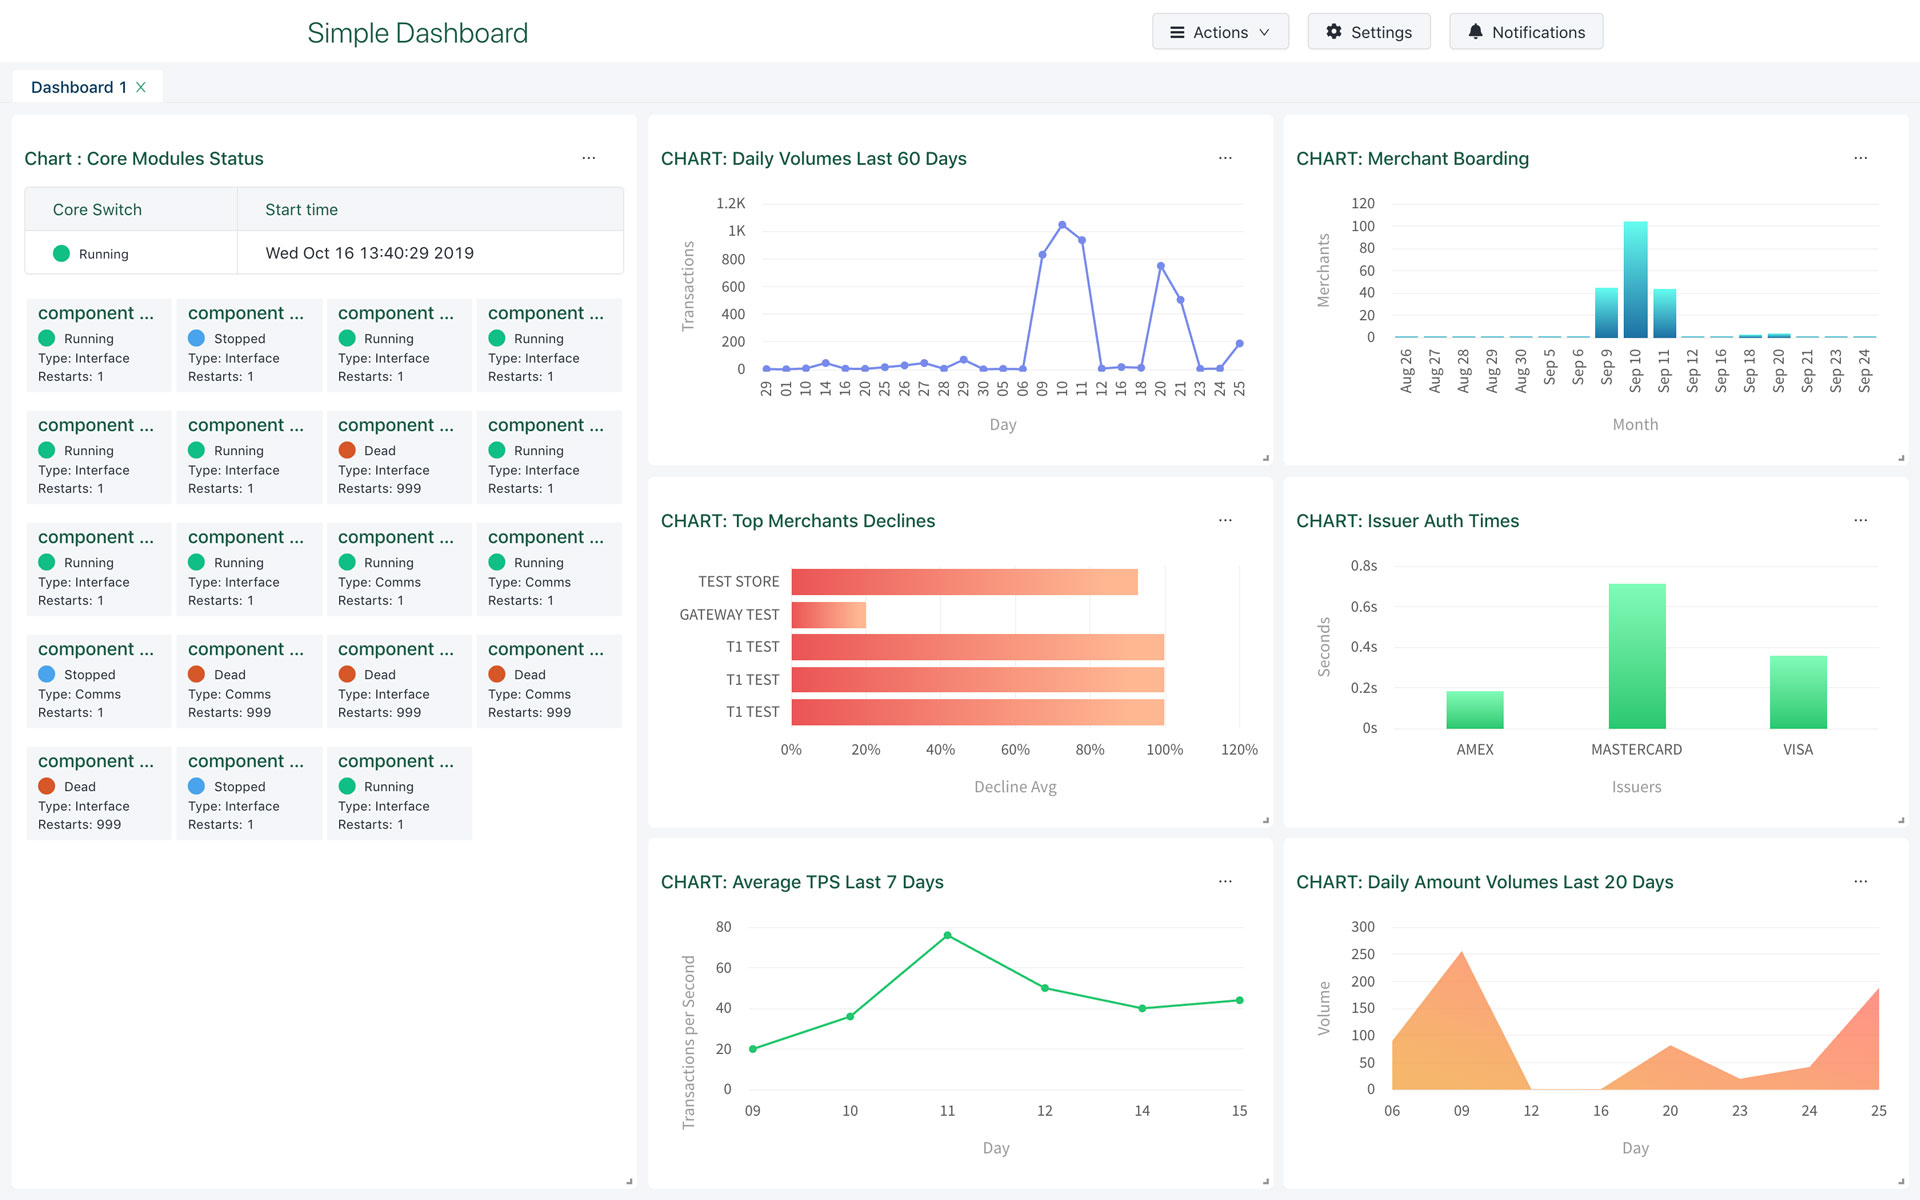 Simple Dashboard
Actions
Settings
Notifications
Dashboard 1 X
Chart : Core Modules Status ...
Core Switch Start time
Running Wed Oct 16 13:40:29 2019
component ... component ... component ... component ...
Running Stopped Running Running
Type: Interface Type: Interface Type: Interface Type: Interface
Restarts: 1 Restarts: 1 Restarts: 1 Restarts: 1
component ... component ... component ... component ...
Running Running Dead Running
Type: Interface Type: Interface Type: Interface Type: Interface
Restarts: 1 Restarts: 1 Restarts: 999 Restarts: 1
component ... component ... component ... component ...
Running Running Running Running
Type: Interface Type: Interface Type: Comms Type: Comms
Restarts: 1 Restarts: 1 Restarts: 1 Restarts: 1
component ... component ... component ... component ...
Stopped Dead Dead Dead
Type: Comms Type: Comms Type: Interface Type: Comms
Restarts: 1 Restarts: 999 Restarts: 999 Restarts: 999
component ... component ... component ...
Dead Stopped Running
Type: Interface Type: Interface Type: Interface
Restarts: 999 Restarts: 1 Restarts: 1
CHART: Daily Volumes Last 60 Days ...
Transactions
1.2K
1K
800
600
400
200
0
29 01 10 14 16 20 25 26 27 28 29 30 05 06 09 10 11 12 16 18 20 21 23 24 25
Day
CHART: Merchant Boarding ...
Merchants
120
100
80
60
40
20
0
Aug 26 Aug 27 Aug 28 Aug 29 Aug 30 Sep 5 Sep 6 Sep 9 Sep 10 Sep 11 Sep 12 Sep 16 Sep 18 Sep 20 Sep 21 Sep 23 Sep 24
Month
CHART: Top Merchants Declines ...
TEST STORE
GATEWAY TEST
T1 TEST
T1 TEST
T1 TEST
0% 20% 40% 60% 80% 100% 120%
Decline Avg
CHART: Issuer Auth Times ...
Seconds
0.8s
0.6s
0.4s
0.2s
0s
AMEX MASTERCARD VISA
Issuers
CHART: Average TPS Last 7 Days ...
Transactions per Second
80
60
40
20
0
09 10 11 12 14 15
Day
CHART: Daily Amount Volumes Last 20 Days ...
Volume
300
250
200
150
100
50
0
06 09 12 16 20 23 24 25
Day